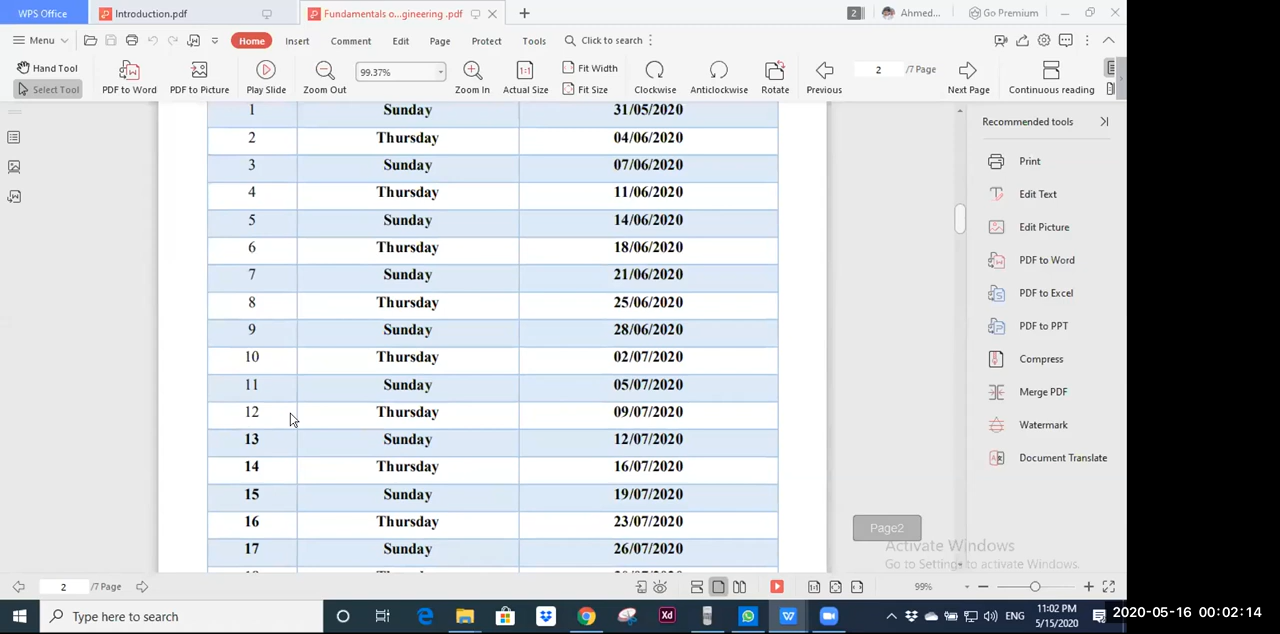 WPS Office Introduction.pdf Fundamentals o...gineering .pdf 2 Ahmed... Go Premium
Menu Home Insert Comment Edit Page Protect Tools Click to search
Hand Tool
Select Tool
PDF to Word PDF to Picture Play Slide Zoom Out 99.37% Zoom In 1:1 Actual Size Fit Width
Fit Size
Clockwise Anticlockwise Rotate Previous 2 /7 Page Next Page Continuous reading
1 Sunday 31/05/2020
2 Thursday 04/06/2020
3 Sunday 07/06/2020
4 Thursday 11/06/2020
5 Sunday 14/06/2020
6 Thursday 18/06/2020
7 Sunday 21/06/2020
8 Thursday 25/06/2020
9 Sunday 28/06/2020
10 Thursday 02/07/2020
11 Sunday 05/07/2020
12 Thursday 09/07/2020
13 Sunday 12/07/2020
14 Thursday 16/07/2020
15 Sunday 19/07/2020
16 Thursday 23/07/2020
17 Sunday 26/07/2020
Recommended tools
Print
Edit Text
Edit Picture
PDF to Word
PDF to Excel
PDF to PPT
Compress
Merge PDF
Watermark
Document Translate
Page2
Activate Windows
Go to Settings to activate Windows.
2 /7 Page 99%
Type here to search Xd ENG 11:02 PM
5/15/2020
2020-05-16 00:02:14